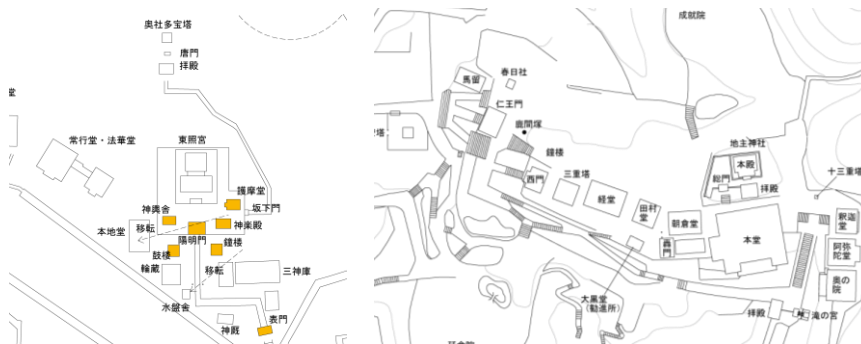 奥社多宝塔
唐門
拝殿
堂
常行堂・法華堂
東照宮
護摩堂
坂下門
神輿舎
移転
神楽殿
本地堂
陽明門
鼓楼
鐘楼
輪蔵
移転
三神庫
水盤舎
表門
神厩
成就院
馬留
春日社
仁王門
鐘楼
西門
三重塔
経堂
田村
堂
轟門
朝倉堂
本堂
地主神社
本殿
総門
拝殿
十三重塔
釈迦
堂
阿弥
陀堂
奥の
院
大黒堂
(勧進所)
拝殿
滝の宮